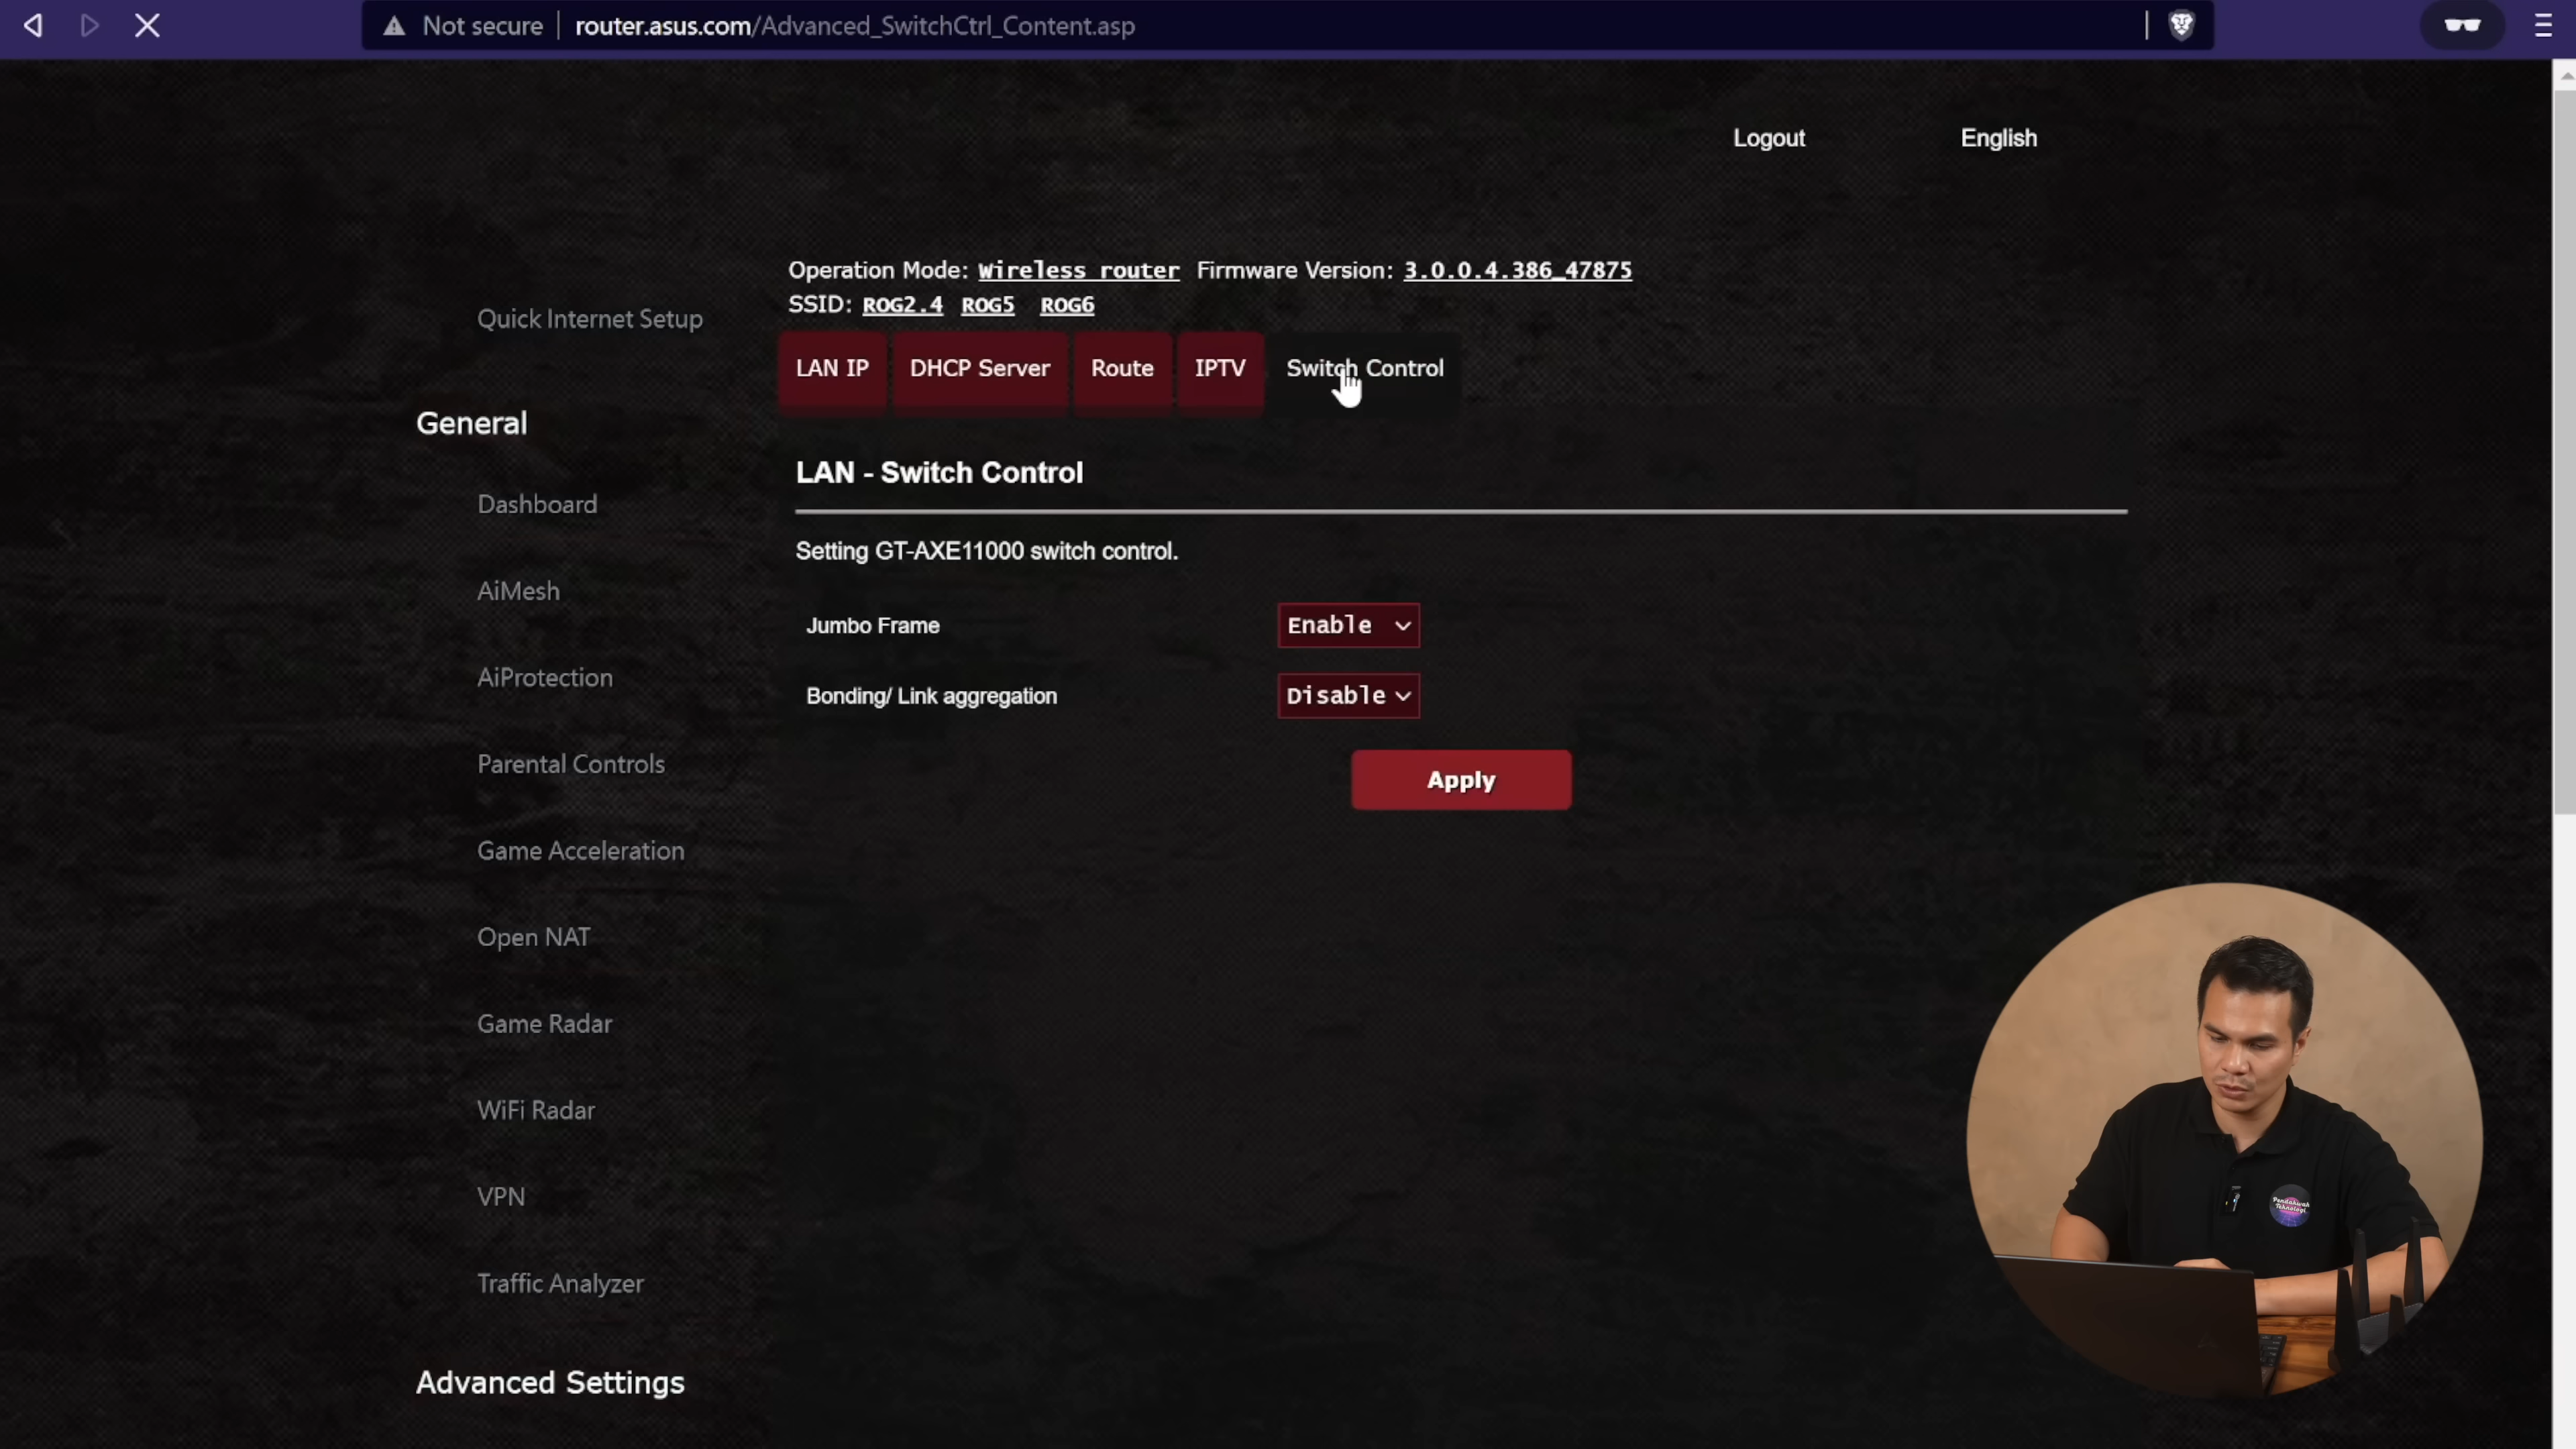 Not secure router.asus.com/Advanced_SwitchCtrl_Content.asp
Logout English
Operation Mode: Wireless router Firmware Version: 3.0.0.4.386_47875
SSID: ROG2.4 ROG5 ROG6
LAN IP DHCP Server Route IPTV Switch Control
Quick Internet Setup
General
Dashboard
AiMesh
AiProtection
Parental Controls
Game Acceleration
Open NAT
Game Radar
WiFi Radar
VPN
Traffic Analyzer
Advanced Settings
LAN - Switch Control
Setting GT-AXE11000 switch control.
Jumbo Frame Enable
Bonding/ Link aggregation Disable
Apply
Pendakwah
Teknologi